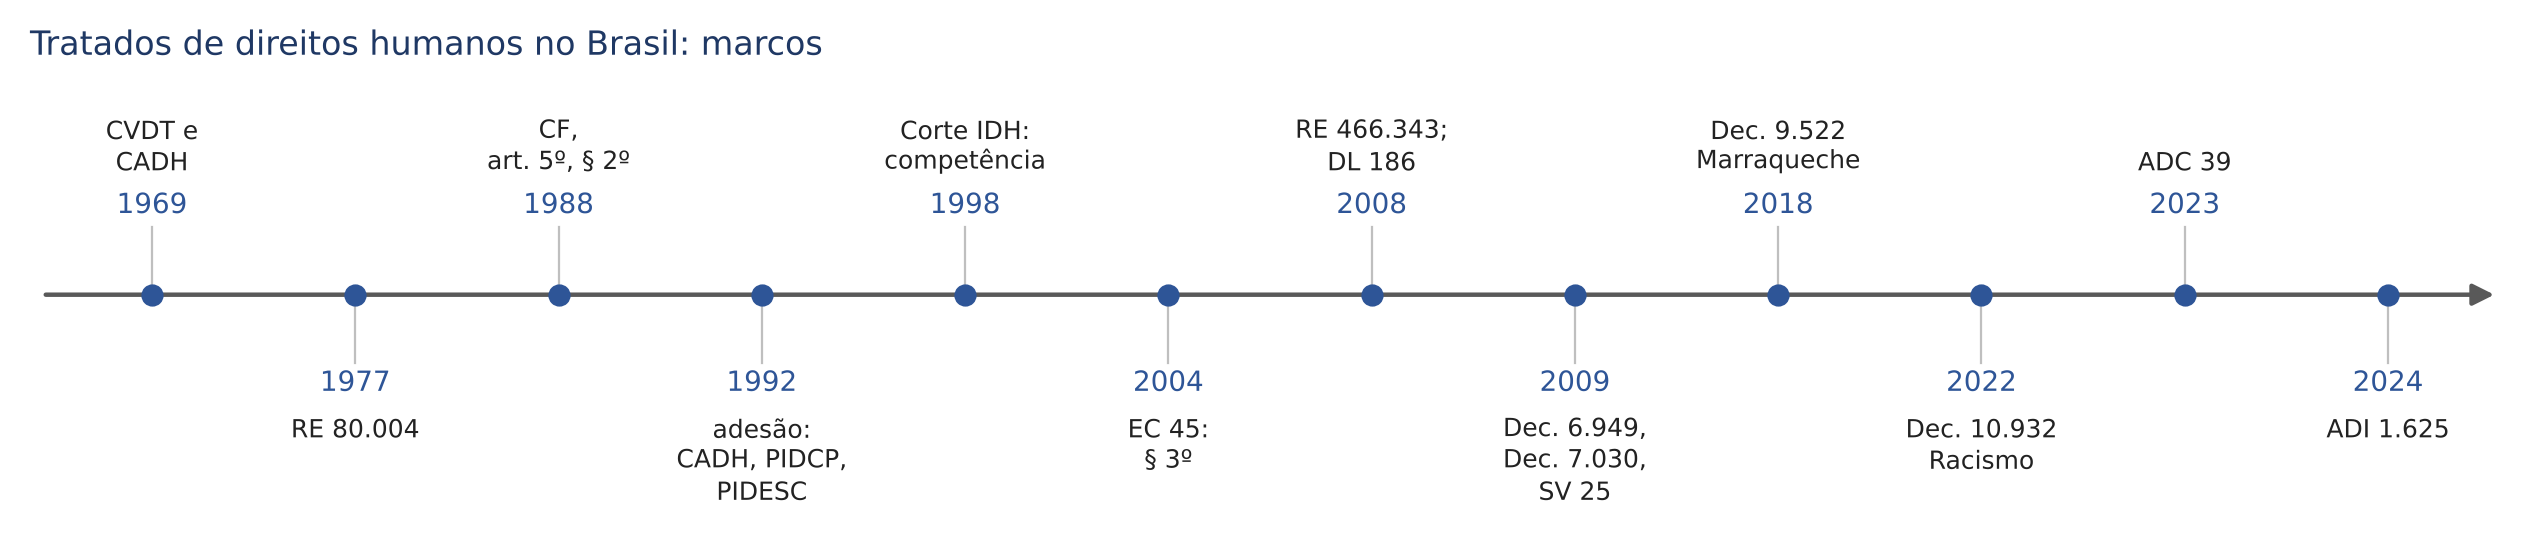 Tratados de direitos humanos no Brasil: marcos
CVDT e
CADH
1969
RE 80.004
1977
CF,
art. 5º, § 2º
1988
1992
adesão:
CADH, PIDCP,
PIDESC
Corte IDH:
competência
1998
2004
EC 45:
§ 3º
RE 466.343;
DL 186
2008
2009
Dec. 6.949,
Dec. 7.030,
SV 25
Dec. 9.522
Marraqueche
2018
2022
Dec. 10.932
Racismo
ADC 39
2023
2024
ADI 1.625